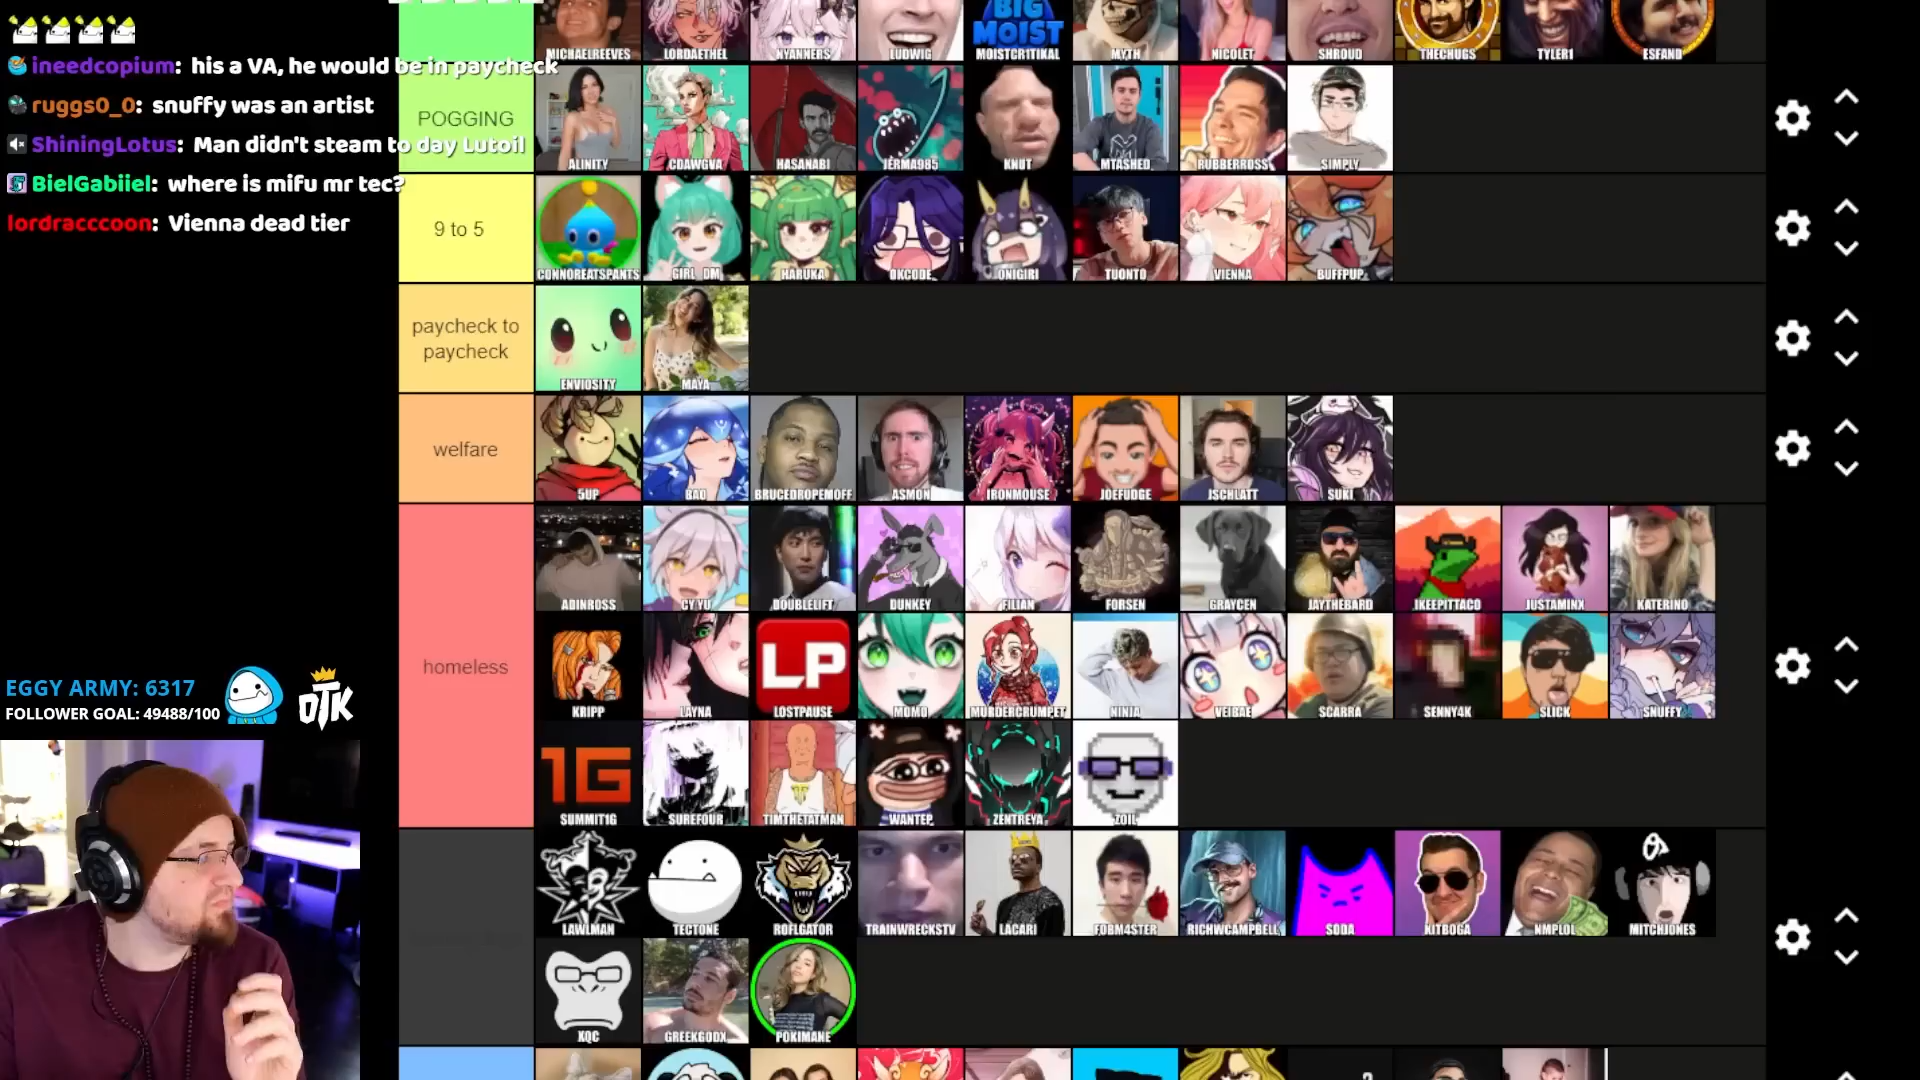 MICHAELREEVES LORDAETHEL NYANNERS LUDWIG MOISTCR1TIKAL MYTH NICOLET SHROUD THECHUGS TYLER1 ESFAND
BIG
MOIST
ineedcopium: his a VA, he would be in paycheck
ruggs0_0: snuffy was an artist
ShiningLotus: Man didn't steam to day Lutoil
BielGabiiel: where is mifu mr tec?
lordracccoon: Vienna dead tier
POGGING
ALINITY CDAWGVA HASANABI JERMA985 KNUT MTASHED RUBBERROSS SIMPLY
9 to 5
CONNOREATSPANTS GIRL_DM HARUKA OKCODE ONIGIRI TUONTO VIENNA BUFFPUP
paycheck to
paycheck
ENVIOSITY MAYA
welfare
5UP BAO BRUCEDROPEMOFF ASMON IRONMOUSE JOEFUDGE JSCHLATT SUKI
homeless
ADINROSS CYYU DOUBLELIFT DUNKEY FILIAN FORSEN GRAYCEN JAYTHEBARD IKEEPITTACO JUSTAMINX KATERINO
LP
KRIPP LAYNA LOSTPAUSE MOMO MURDERCRUMPET NINJA VEIBAE SCARRA SENNY4K SLICK SNUFFY
1G
SUMMIT1G SUREFOUR TIMTHETATMAN WANTEP ZENTREYA ZOIL
EGGY ARMY: 6317
FOLLOWER GOAL: 49488/100
OTK
LAWLMAN TECTONE ROFLGATOR TRAINWRECKSTV LACARI FOBM4STER RICHWCAMPBELL SODA KITBOGA NMPLOL MITCHJONES
XQC GREEKGODX POKIMANE